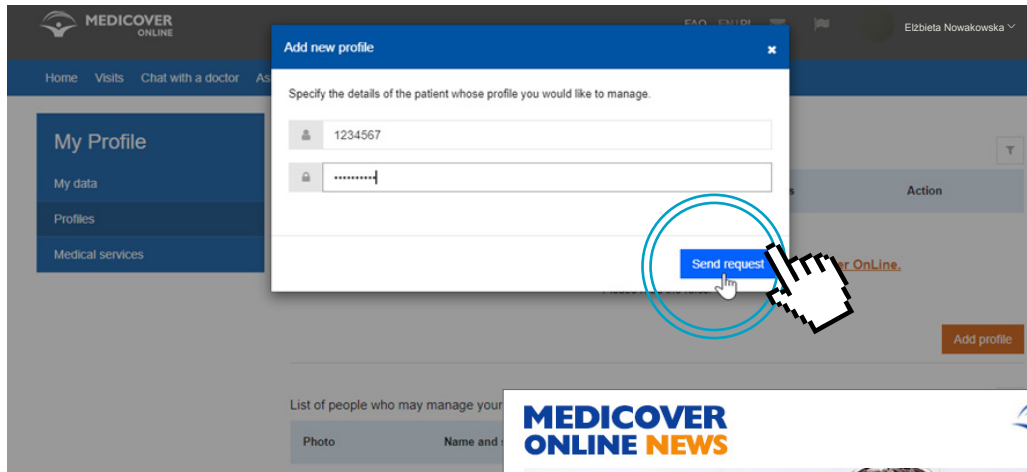 MEDICOVER
ONLINE
FAQ EN|PL
Elżbieta Nowakowska
Add new profile
Home Visits Chat with a doctor As
Specify the details of the patient whose profile you would like to manage.
1234567
My Profile
My data
Profiles
Medical services
s
Action
Send request
er OnLine.
Add profile
List of people who may manage your
Photo
Name and s
MEDICOVER
ONLINE NEWS